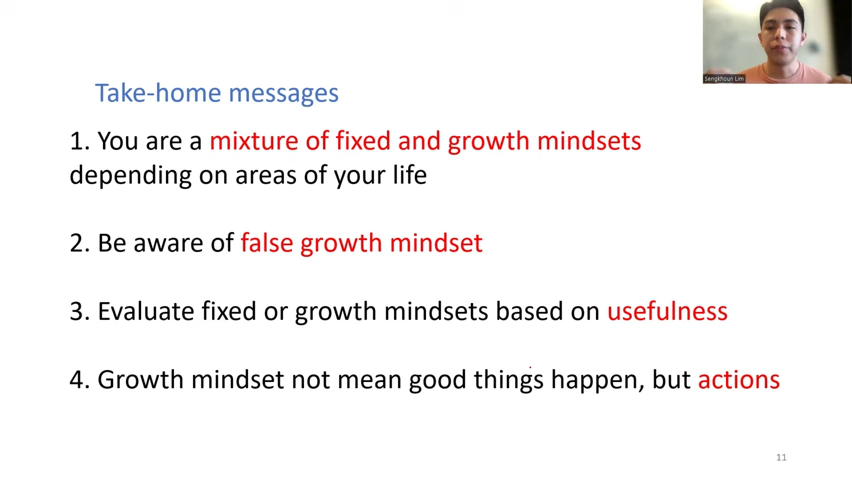 Sengkhoun Lim
Take-home messages
1. You are a mixture of fixed and growth mindsets
depending on areas of your life
2. Be aware of false growth mindset
3. Evaluate fixed or growth mindsets based on usefulness
4. Growth mindset not mean good things happen, but actions
11